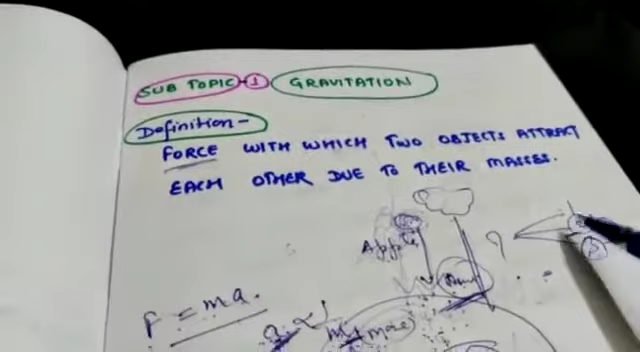 SUB TOPIC-1 GRAVITATION
Definition-
FORCE WITH WHICH TWO OBJECTS ATTRACT
EACH OTHER DUE TO THEIR MASSES.
Apple
F = ma.